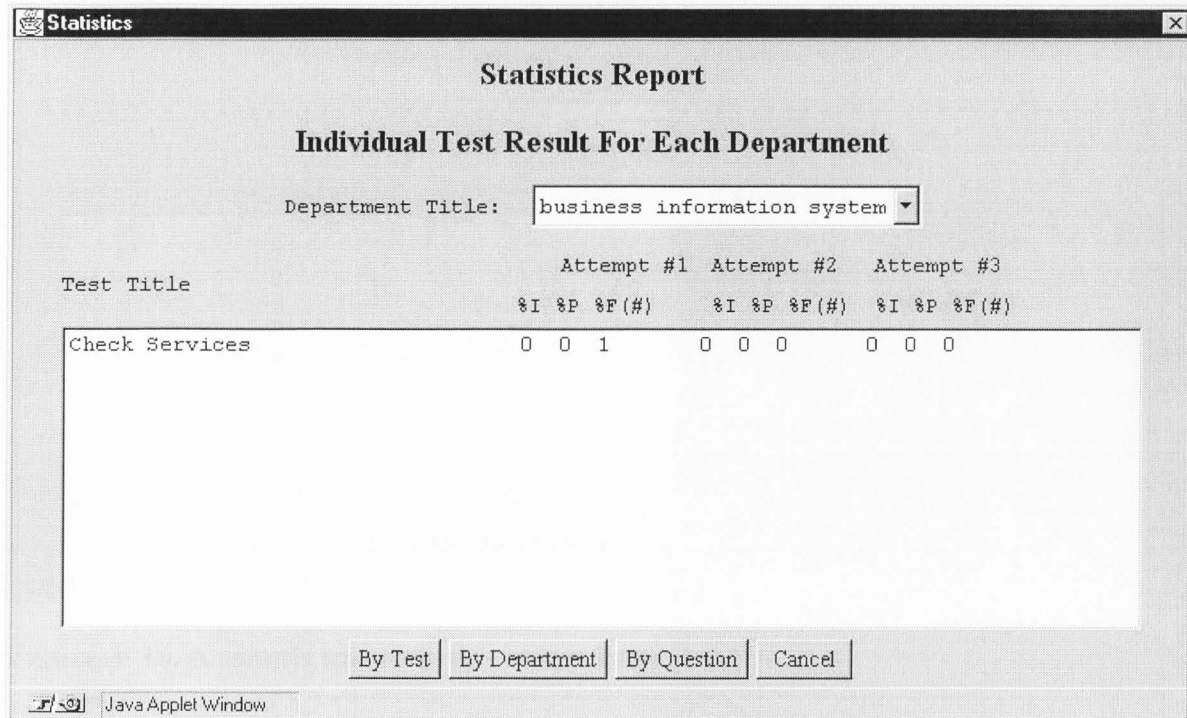 Statistics
Statistics Report
Individual Test Result For Each Department
Department Title: business information system
Attempt #1 Attempt #2 Attempt #3
Test Title
%I %P %F(#) %I %P %F(#) %I %P %F(#)
Check Services 0 0 1 0 0 0 0 0 0
By Test By Department By Question Cancel
Java Applet Window